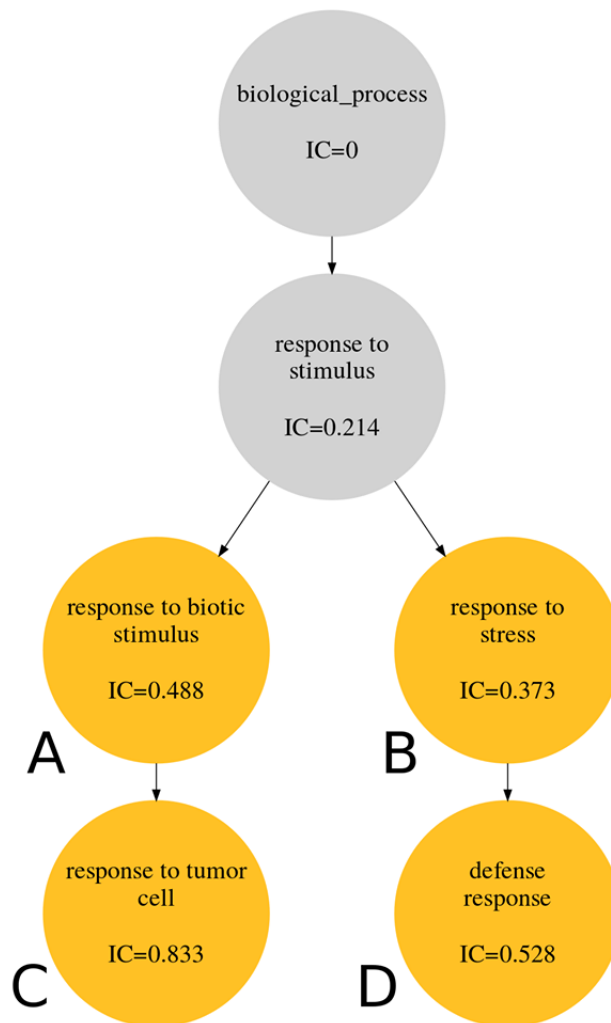 biological_process
IC=0
response to
stimulus
IC=0.214
response to biotic
stimulus
IC=0.488
A
response to
stress
IC=0.373
B
response to tumor
cell
IC=0.833
C
defense
response
IC=0.528
D